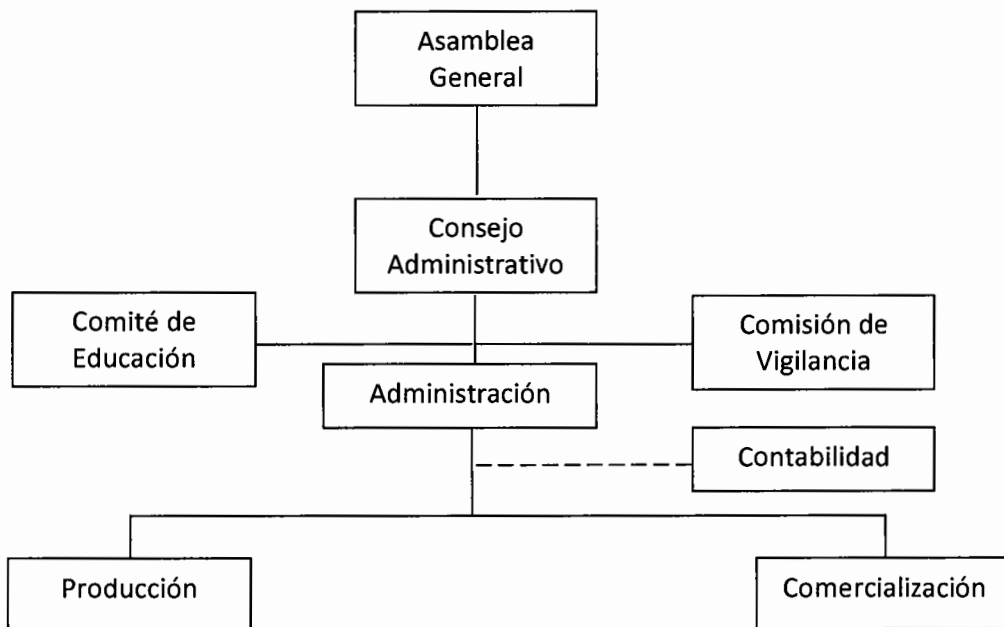 Asamblea
General
Consejo
Administrativo
Comité de
Educación
Comisión de
Vigilancia
Administración
Contabilidad
Producción
Comercialización